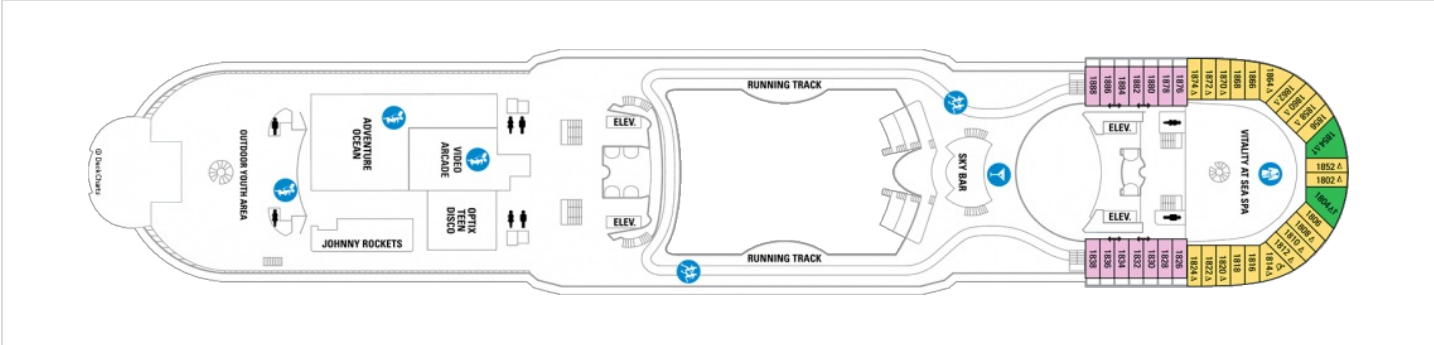 © DeckChartz
OUTDOOR YOUTH AREA
ADVENTURE
OCEAN
VIDEO
ARCADE
OPTIX
TEEN
DISCO
JOHNNY ROCKETS
ELEV.
ELEV.
RUNNING TRACK
RUNNING TRACK
SKY BAR
ELEV.
ELEV.
VITALITY AT SEA SPA
1888
1886
1884
1882
1880
1878
1876
1874
1872
1870
1868
1866
1864
1862
1860
1858
1856
1854
1852
1802
1804
1806
1808
1810
1812
1814
1816
1818
1820
1822
1824
1826
1828
1830
1832
1834
1836
1838